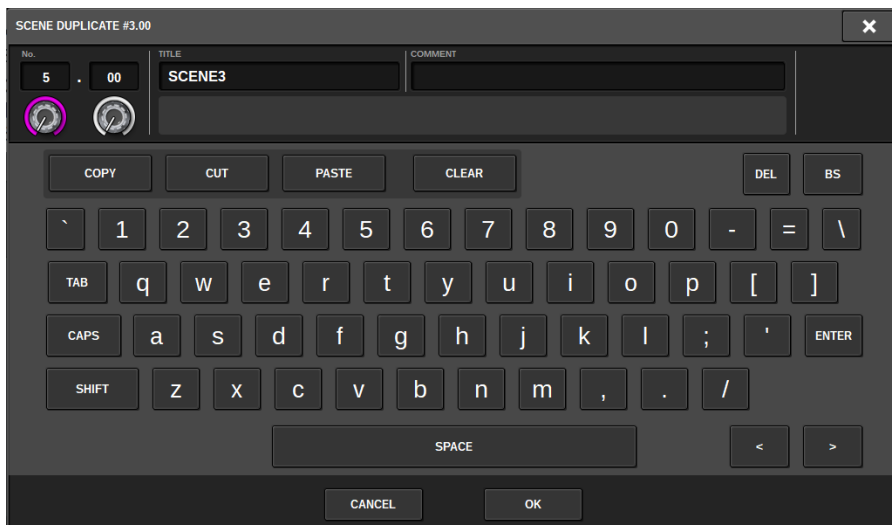 SCENE DUPLICATE #3.00 ×
No. TITLE COMMENT
5 . 00 SCENE3
COPY CUT PASTE CLEAR DEL BS
` 1 2 3 4 5 6 7 8 9 0 - = \
TAB q w e r t y u i o p [ ]
CAPS a s d f g h j k l ; ' ENTER
SHIFT z x c v b n m , . /
SPACE < >
CANCEL OK